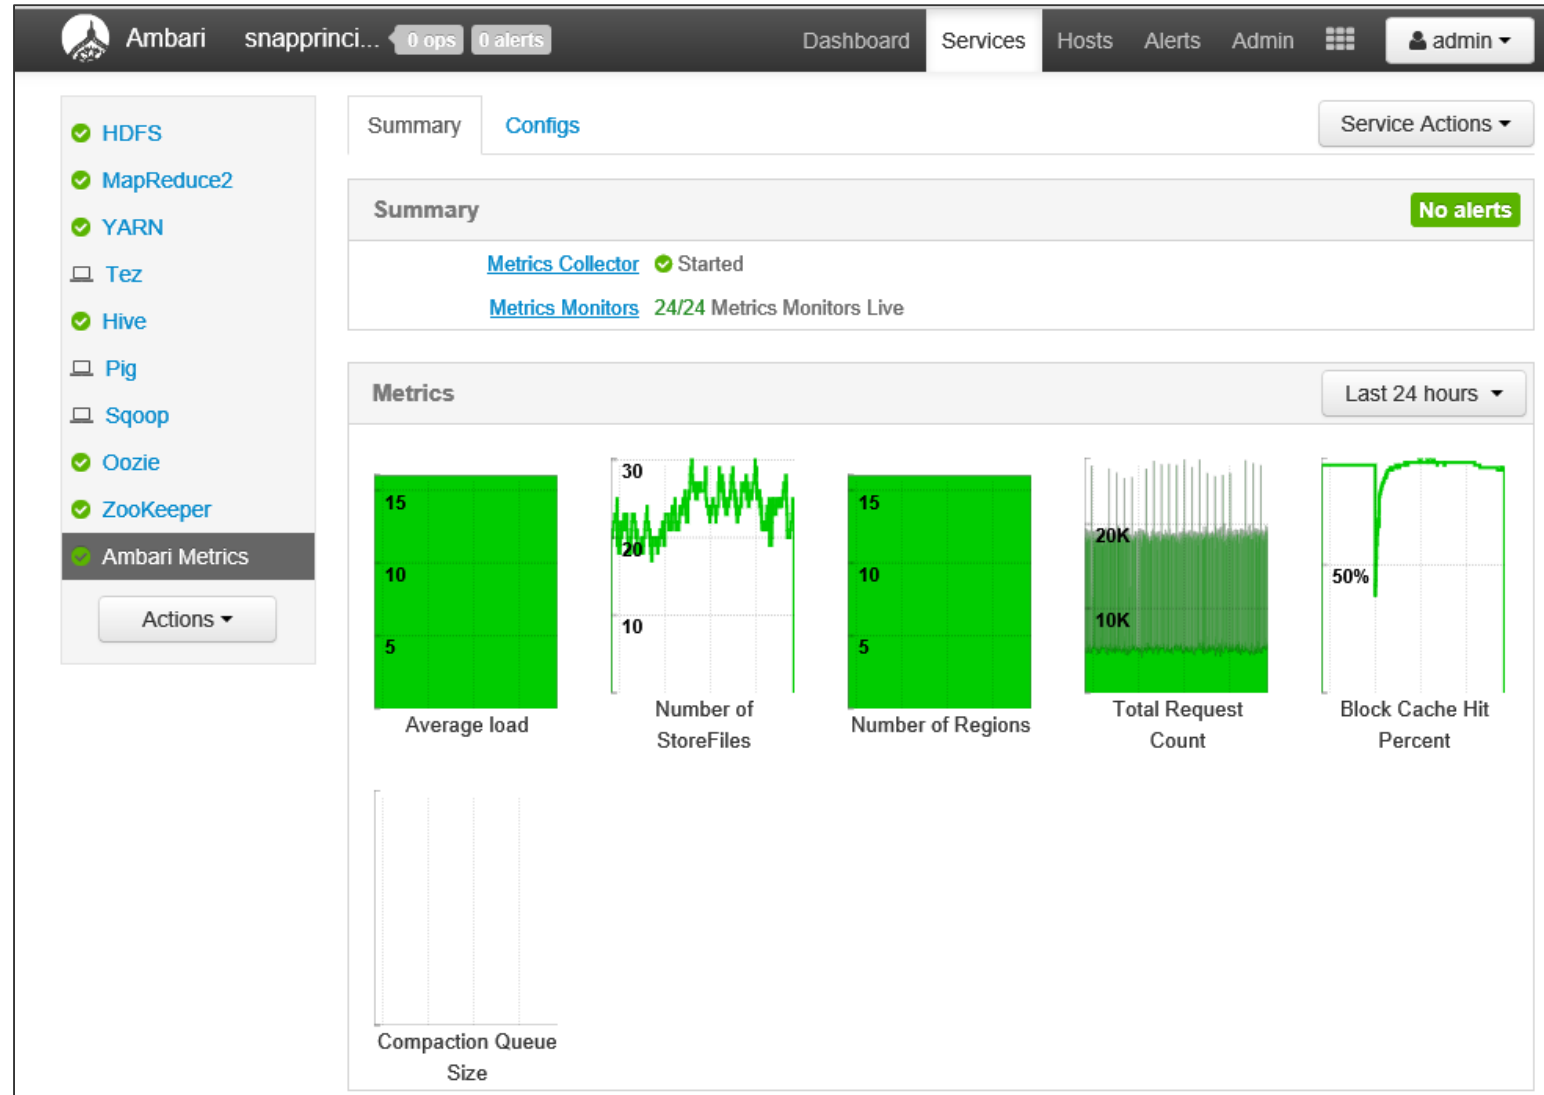 Ambari snapprinci... 0 ops 0 alerts Dashboard Services Hosts Alerts Admin admin
HDFS
MapReduce2
YARN
Tez
Hive
Pig
Sqoop
Oozie
ZooKeeper
Ambari Metrics
Actions
Summary Configs Service Actions
Summary No alerts
Metrics Collector Started
Metrics Monitors 24/24 Metrics Monitors Live
Metrics Last 24 hours
15
10
5
Average load
30
20
10
Number of
StoreFiles
15
10
5
Number of Regions
20K
10K
Total Request
Count
50%
Block Cache Hit
Percent
Compaction Queue
Size